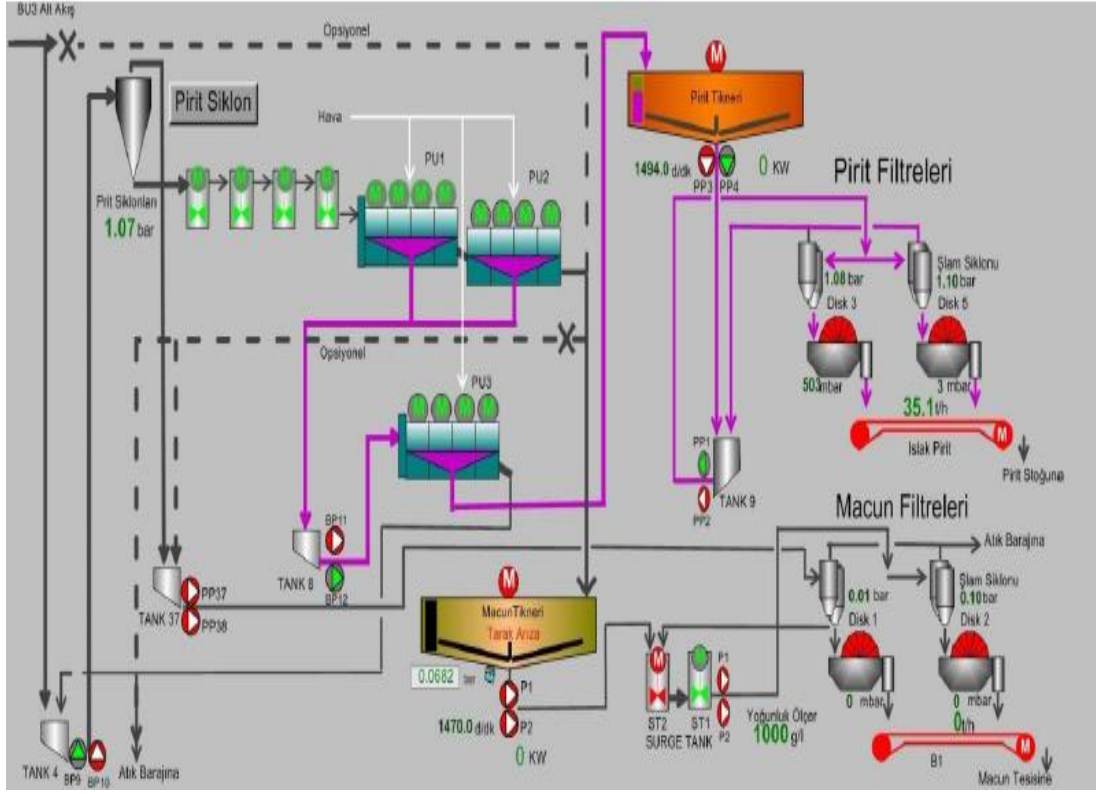 BU3 Alt Akış
Opsiyonel
Pirit Siklon
Hava
PU1
PU2
Pirit Siklonları
1.07 bar
M M M M
M M M M
M
Pirit Tikneri
1494.0 d/dk
PP3 PP4
0 KW
Pirit Filtreleri
1.08 bar
Şlam Siklonu
1.10 bar
Disk 3
Disk 5
503 mbar
3 mbar
35.1 t/h
M
Islak Pirit
Pirit Stoğuna
Opsiyonel
PU3
M M M M
PP1
PP2
TANK 9
BP11
BP12
TANK 8
TANK 37
PP37
PP38
M
Macun Tikneri
Tarak Arıza
0.0682 bar
P1
P2
1470.0 d/dk
0 KW
M
ST2
ST1
SURGE TANK
P1
P2
Yoğunluk Ölçer
1000 g/l
Macun Filtreleri
Atık Barajına
0.01 bar
Şlam Siklonu
0.10 bar
Disk 1
Disk 2
0 mbar
0 mbar
0 t/h
M
B1
Macun Tesisine
TANK 4
BP9
BP10
Atık Barajına